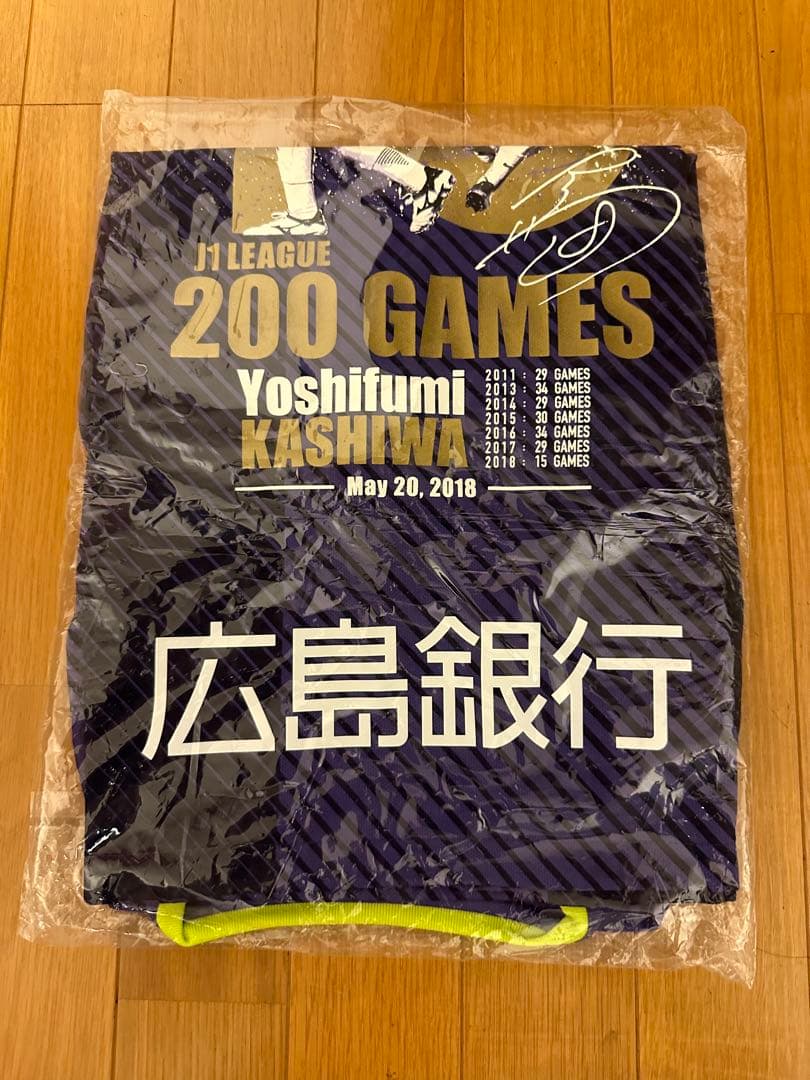 J1 LEAGUE
200 GAMES
Yoshifumi
KASHIWA
2011 : 29 GAMES
2013 : 34 GAMES
2014 : 29 GAMES
2015 : 30 GAMES
2016 : 34 GAMES
2017 : 29 GAMES
2018 : 15 GAMES
May 20, 2018
広島銀行